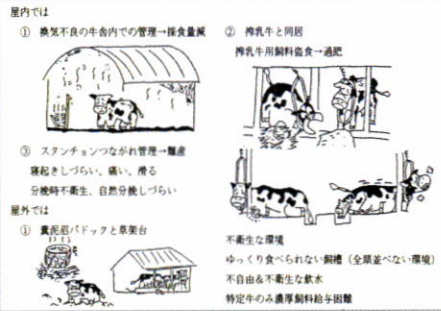 屋内では
① 換気不良の牛舎内での管理→採食量減
② 搾乳牛と同居
搾乳牛用飼料盗食→過肥
③ スタンチョンつながれ管理→難産
寝起きしづらい、痛い、滑る
分娩時不衛生、自然分娩しづらい
屋外では
① 糞泥沼パドックと草架台
不衛生な環境
ゆっくり食べられない飼槽（全頭並べない環境）
不自由＆不衛生な飲水
特定牛のみ濃厚飼料給与困難